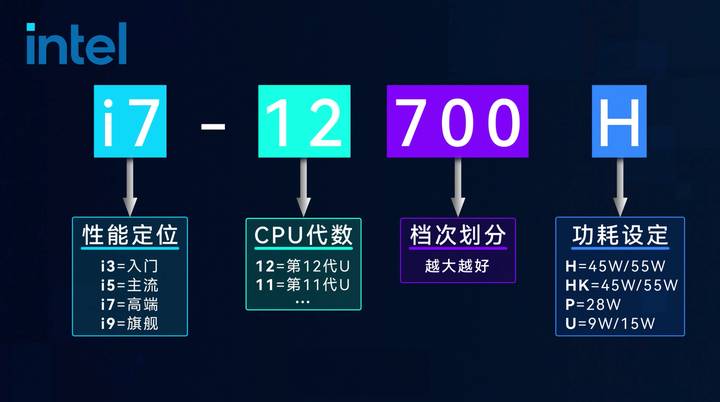 intel
i7 - 12 700 H
性能定位
i3=入门
i5=主流
i7=高端
i9=旗舰
CPU代数
12=第12代U
11=第11代U
...
档次划分
越大越好
功耗设定
H=45W/55W
HK=45W/55W
P=28W
U=9W/15W